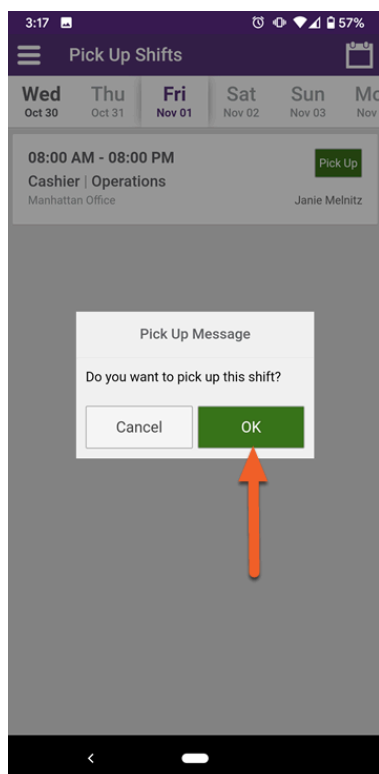 3:17 57%
Pick Up Shifts
Wed Thu Fri Sat Sun Mo
Oct 30 Oct 31 Nov 01 Nov 02 Nov 03 Nov
08:00 AM - 08:00 PM
Pick Up
Cashier | Operations
Manhattan Office Janie Melnitz
Pick Up Message
Do you want to pick up this shift?
Cancel OK